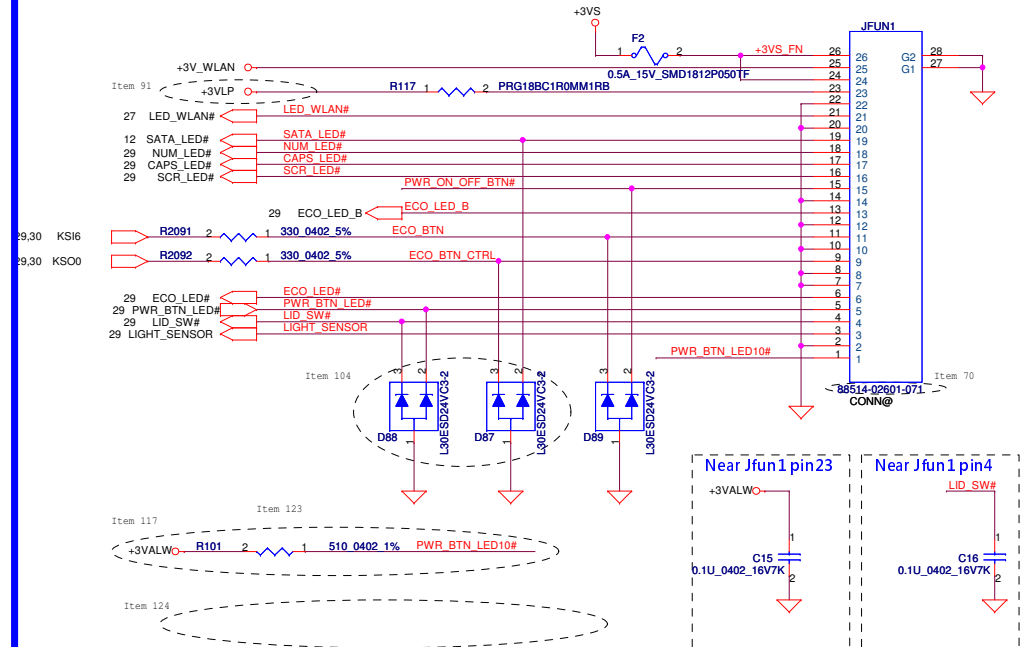 +3VS
JFUN1
F2
1 2 +3VS_FN 26 26 G2 28
+3V_WLAN 25 25 G1 27
0.5A_15V_SMD1812P050TF 24 24
Item 91
+3VLP R117 1 2 PRG18BC1R0MM1RB 23 23
22 22
27 LED_WLAN# LED_WLAN# 21 21
20 20
12 SATA_LED# SATA_LED# 19 19
29 NUM_LED# NUM_LED# 18 18
29 CAPS_LED# CAPS_LED# 17 17
29 SCR_LED# SCR_LED# 16 16
PWR_ON_OFF_BTN# 15 15
14 14
29 ECO_LED_B ECO_LED_B 13 13
12 12
29,30 KSI6 R2091 2 1 330_0402_5% ECO_BTN 11 11
10 10
29,30 KSO0 R2092 2 1 330_0402_5% ECO_BTN_CTRL 9 9
8 8
7 7
29 ECO_LED# ECO_LED# 6 6
29 PWR_BTN_LED# PWR_BTN_LED# 5 5
29 LID_SW# LID_SW# 4 4
29 LIGHT_SENSOR LIGHT_SENSOR 3 3
2 2
PWR_BTN_LED10# 1 1
Item 104
3 2 3 2 3 2
Item 70
88514-02601-071
CONN@
L30ESD24VC3-2
L30ESD24VC3-2
L30ESD24VC3-2
D88 D87 D89
1 1 1
Near Jfun1 pin23
Near Jfun1 pin4
+3VALW
LID_SW#
Item 123
Item 117
+3VALW R101 2 1 510_0402_1% PWR_BTN_LED10#
1 1
C15 C16
0.1U_0402_16V7K 0.1U_0402_16V7K
2 2
Item 124